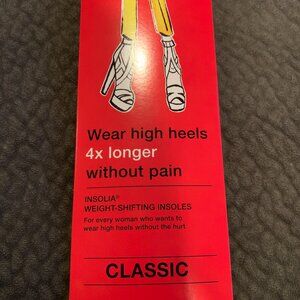 Wear high heels
4x longer
without pain
INSOLIA®
WEIGHT-SHIFTING INSOLES
For every woman who wants to
wear high heels without the hurt.
CLASSIC